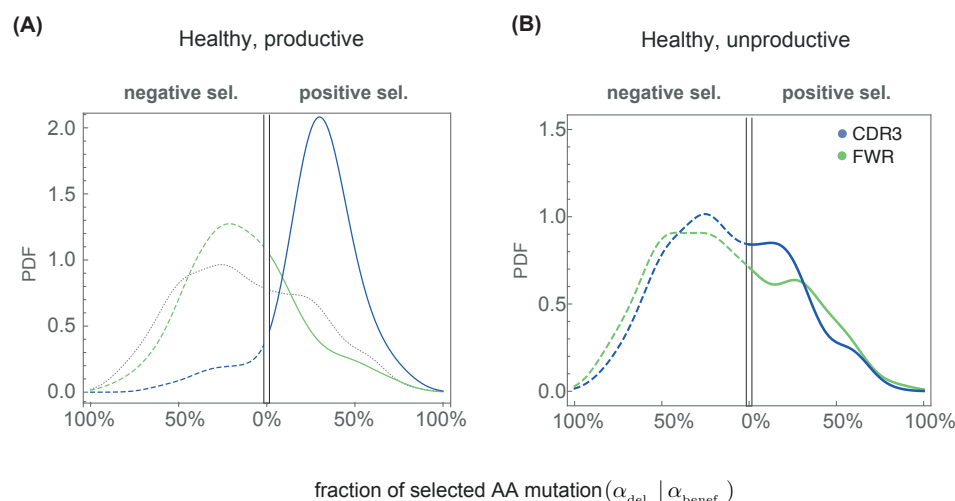 (A)
Healthy, productive
negative sel. positive sel.
PDF
2.0
1.5
1.0
0.5
0.0
100% 50% 0% 50% 100%
(B)
Healthy, unproductive
negative sel. positive sel.
PDF
1.5
1.0
0.5
0.0
CDR3
FWR
100% 50% 0% 50% 100%
fraction of selected AA mutation (α_del. | α_benef.)